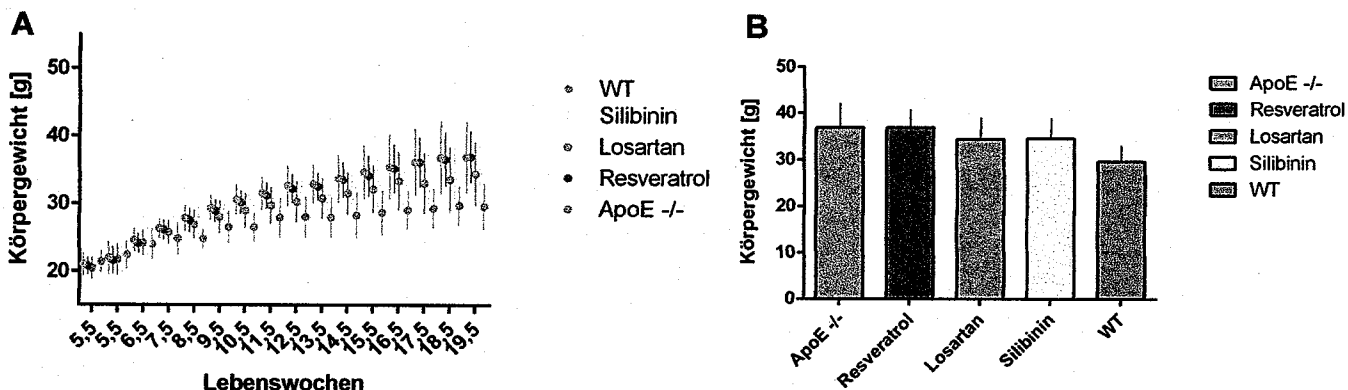 A
Körpergewicht [g]
50
40
30
20
5,5
5,5
6,5
7,5
8,5
9,5
10,5
11,5
12,5
13,5
14,5
15,5
16,5
17,5
18,5
19,5
Lebenswochen
WT
Silibinin
Losartan
Resveratrol
ApoE -/-
B
Körpergewicht [g]
50
40
30
20
10
0
ApoE -/-
Resveratrol
Losartan
Silibinin
WT
ApoE -/-
Resveratrol
Losartan
Silibinin
WT